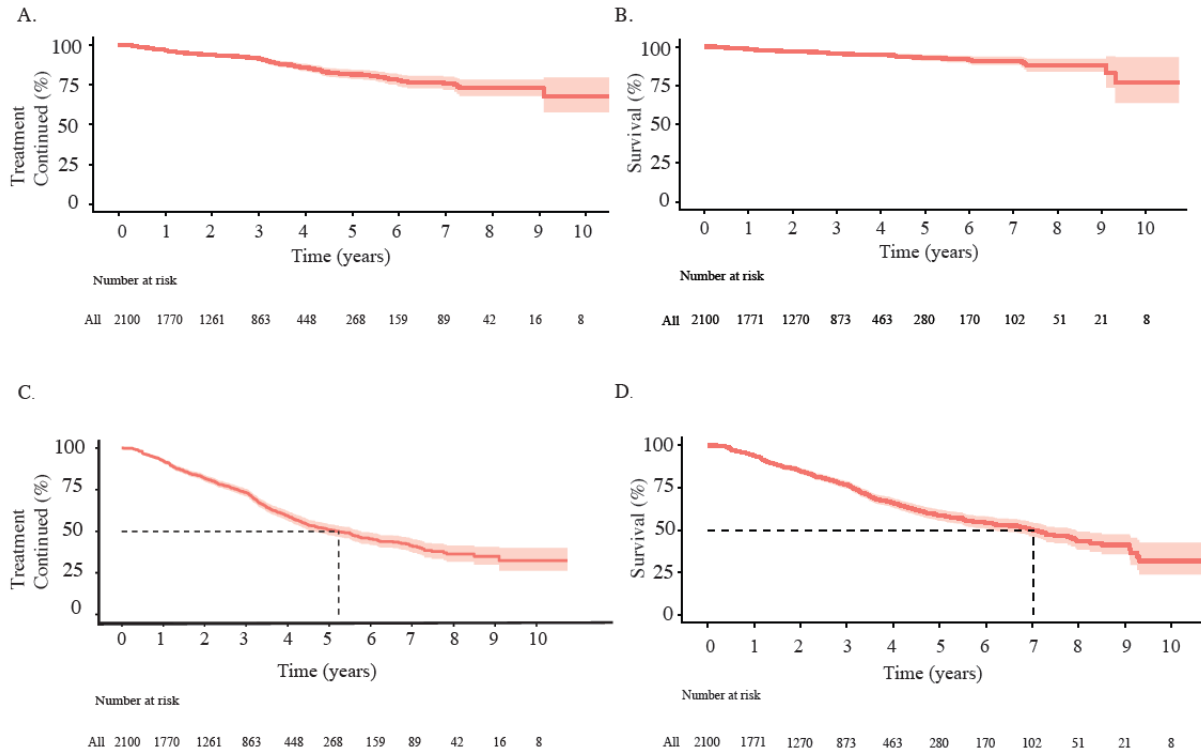 A.
100
75
50
25
0
Treatment
Continued (%)
0 1 2 3 4 5 6 7 8 9 10
Time (years)
Number at risk
All 2100 1770 1261 863 448 268 159 89 42 16 8
B.
100
75
50
25
0
Survival (%)
0 1 2 3 4 5 6 7 8 9 10
Time (years)
Number at risk
All 2100 1771 1270 873 463 280 170 102 51 21 8
C.
100
75
50
25
0
Treatment
Continued (%)
0 1 2 3 4 5 6 7 8 9 10
Time (years)
Number at risk
All 2100 1770 1261 863 448 268 159 89 42 16 8
D.
100
75
50
25
0
Survival (%)
0 1 2 3 4 5 6 7 8 9 10
Time (years)
Number at risk
All 2100 1771 1270 873 463 280 170 102 51 21 8